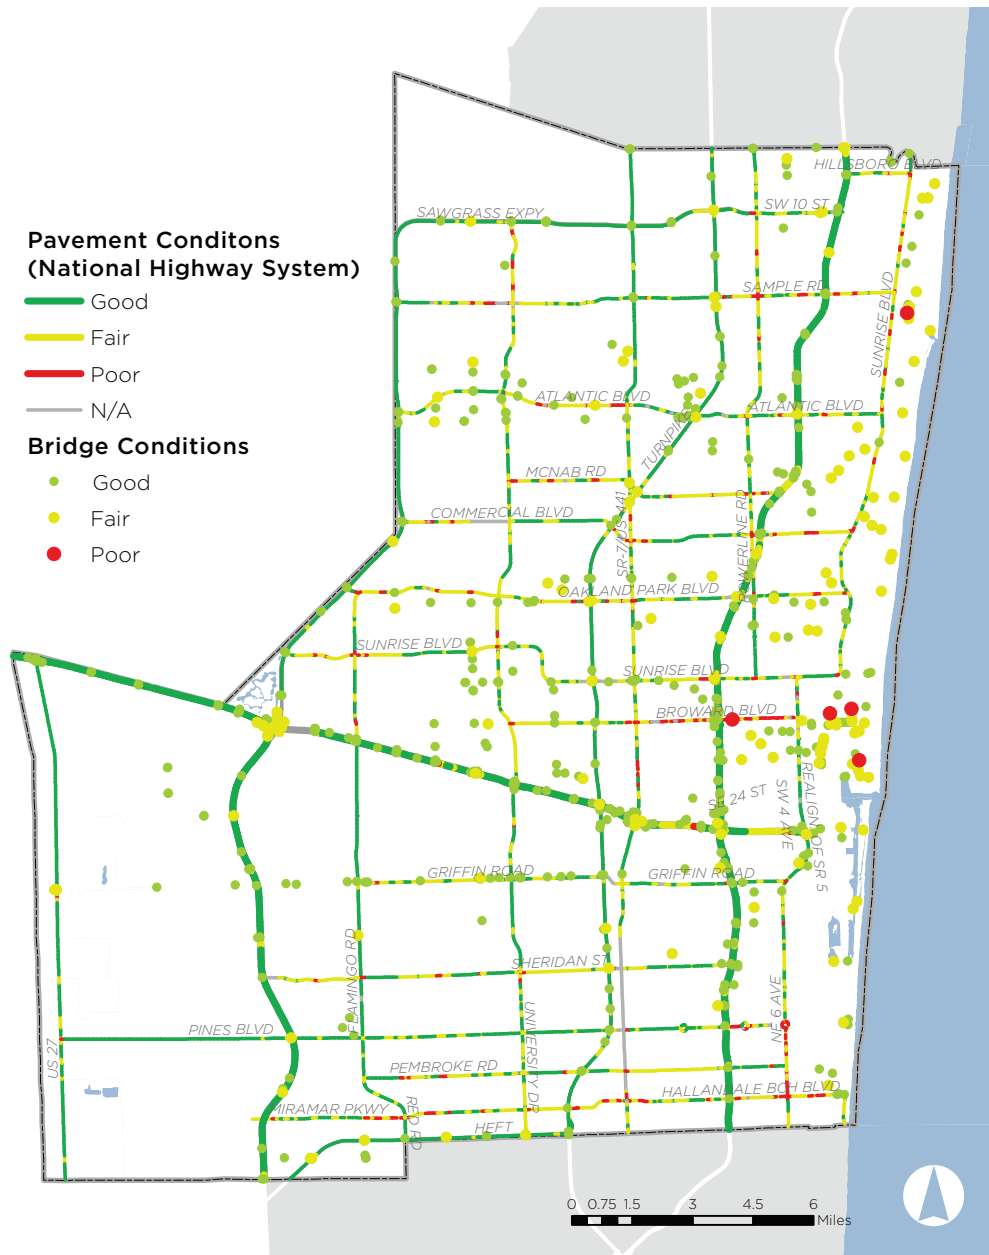 HILLSBORO BLVD
SAWGRASS EXPY
SW 10 ST
Pavement Conditons
(National Highway System)
Good
Fair
Poor
N/A
Bridge Conditions
Good
Fair
Poor
SAMPLE RD
SUNRISE BLVD
ATLANTIC BLVD
ATLANTIC BLVD
TURNPIKE
MCNAB RD
SR-7/US-441
POWERLINE RD
COMMERCIAL BLVD
OAKLAND PARK BLVD
SUNRISE BLVD
SUNRISE BLVD
BROWARD BLVD
SE 24 ST
SW 4 AVE
REALIGN OF SR 5
GRIFFIN ROAD
GRIFFIN ROAD
FLAMINGO RD
SHERIDAN ST
NE 6 AVE
UNIVERSITY DR
PINES BLVD
US 27
PEMBROKE RD
HALLANDALE BCH BLVD
MIRAMAR PKWY
RED RD
HEFT
0 0.75 1.5 3 4.5 6
Miles